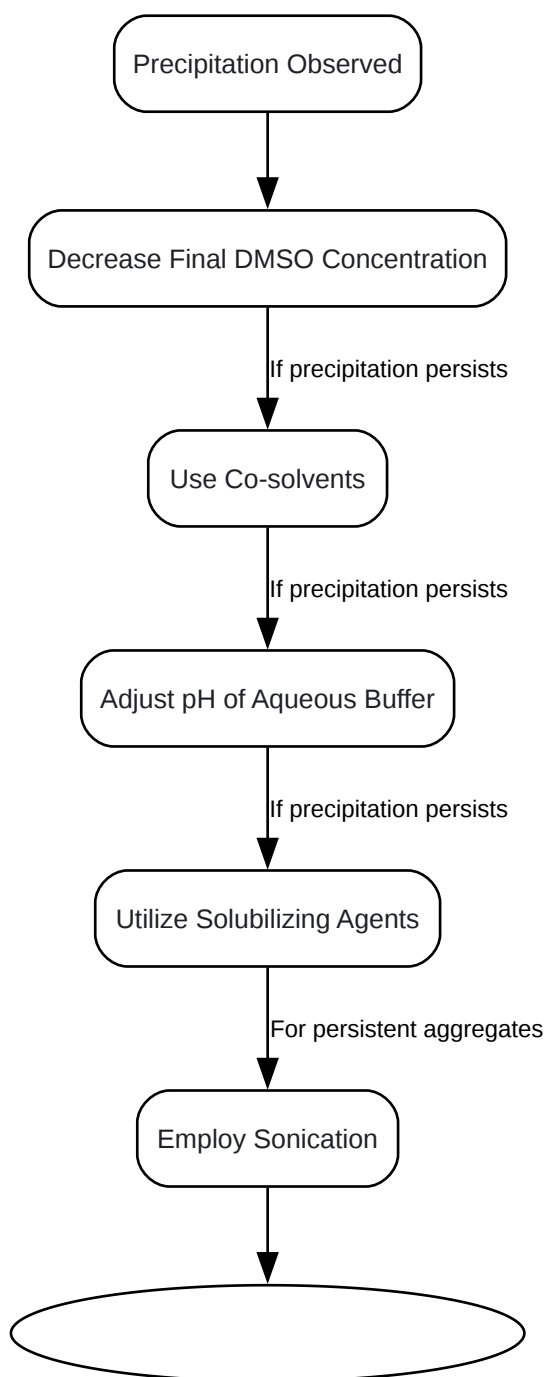 Precipitation Observed
Decrease Final DMSO Concentration
If precipitation persists
Use Co-solvents
If precipitation persists
Adjust pH of Aqueous Buffer
If precipitation persists
Utilize Solubilizing Agents
For persistent aggregates
Employ Sonication